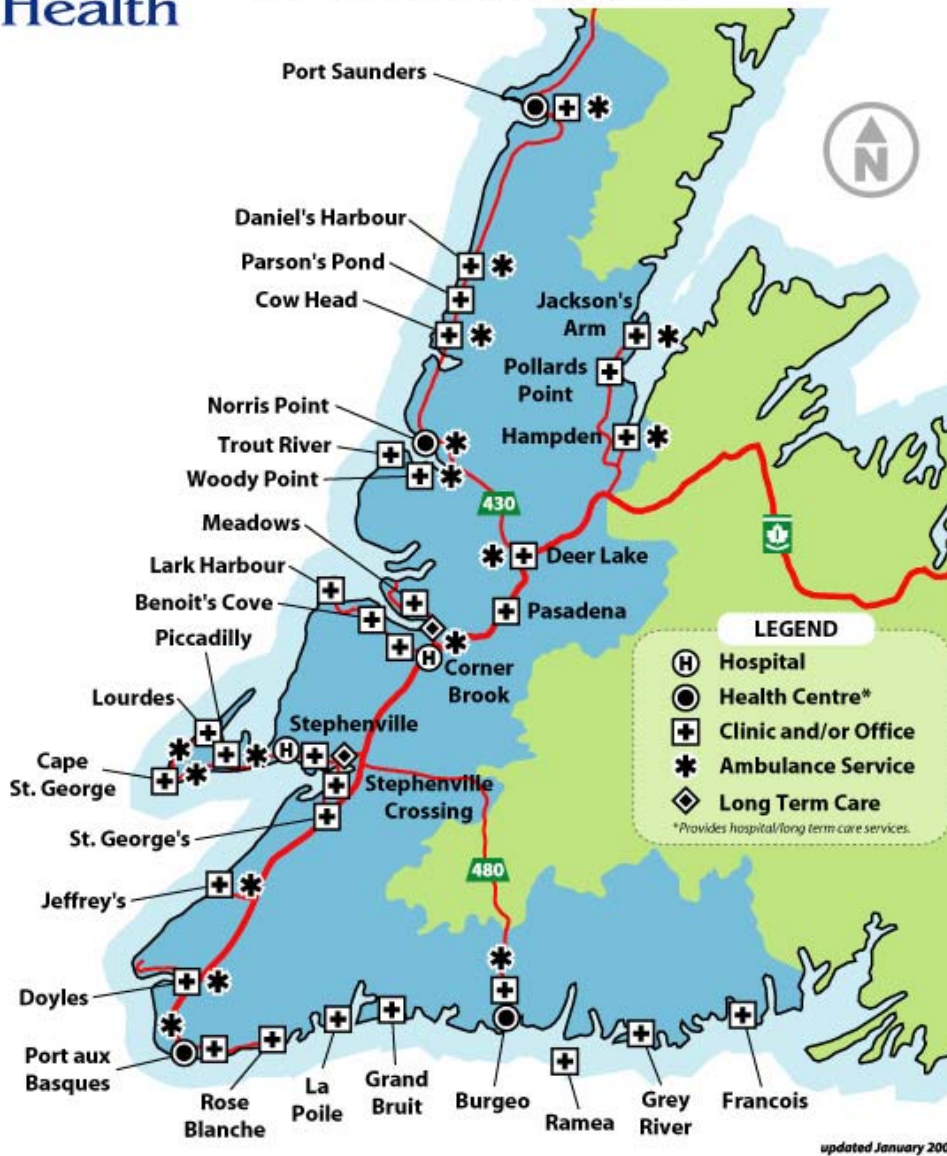 Health
Port Saunders
N
Daniel's Harbour
Parson's Pond
Cow Head
Jackson's
Arm
Pollards
Point
Norris Point
Hampden
Trout River
Woody Point
430
Meadows
1
Deer Lake
Lark Harbour
Benoit's Cove
Pasadena
Piccadilly
LEGEND
H Hospital
Health Centre*
Clinic and/or Office
Ambulance Service
Long Term Care
*Provides hospital/long term care services.
H
Corner
Brook
Lourdes
Stephenville
H
Cape
St. George
Stephenville
Crossing
St. George's
480
Jeffrey's
Doyles
Port aux
Basques
Rose
Blanche
La
Poile
Grand
Bruit
Burgeo
Ramea
Grey
River
Francois
updated January 200